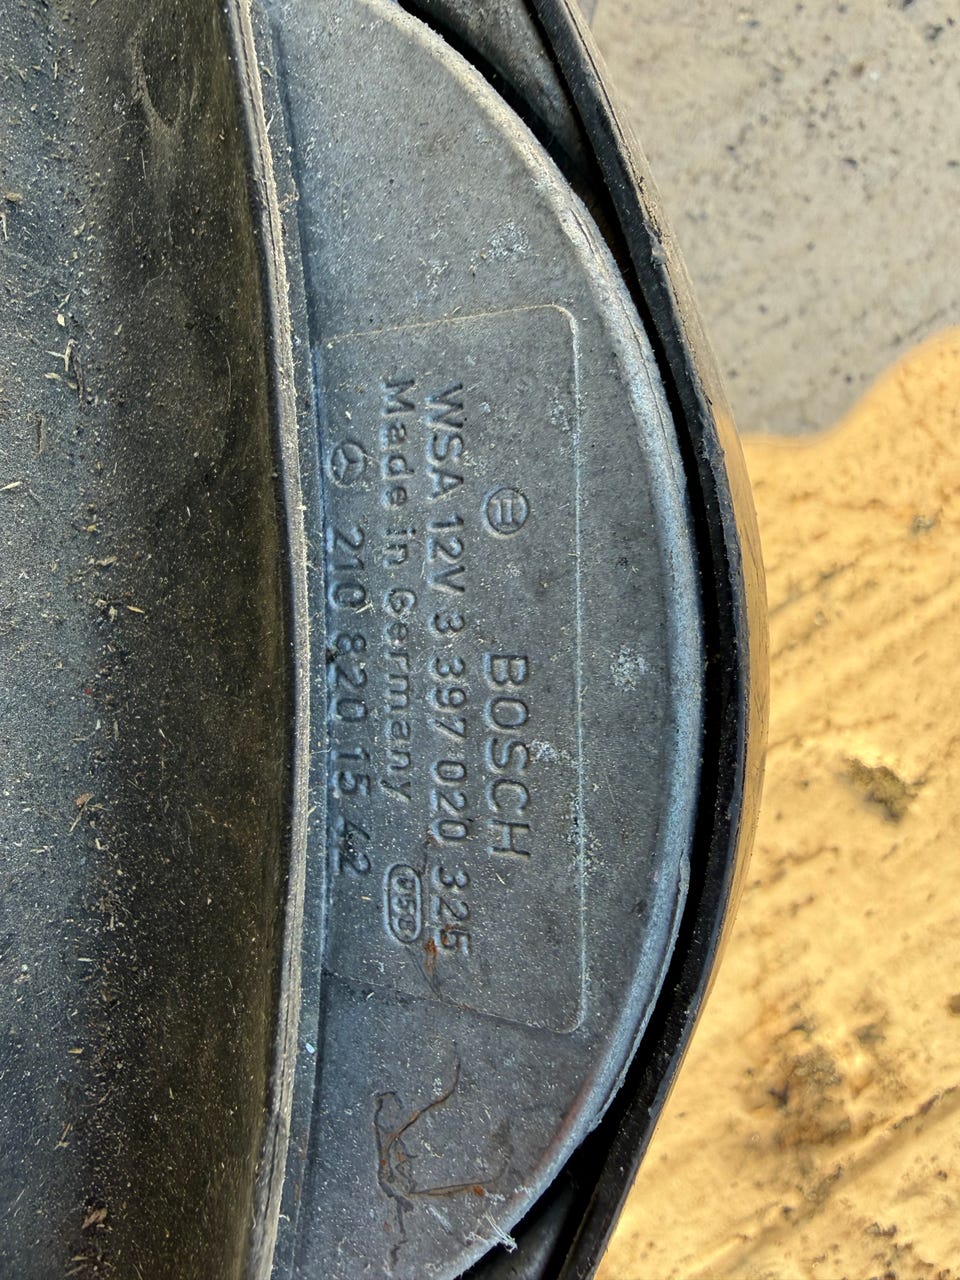 BOSCH
WSA 12V 3 397 020 325
Made in Germany
210 820 15 42